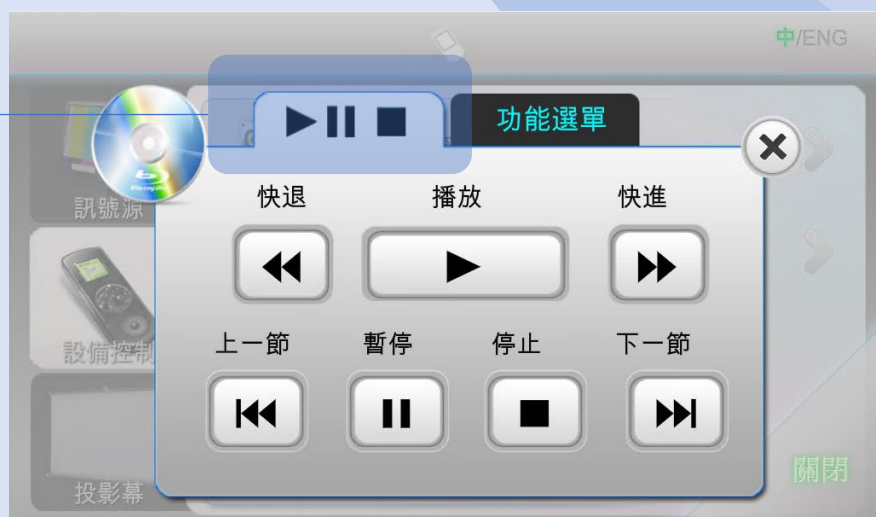 中/ENG
功能選單
快退
播放
快進
訊號源
上一節
暫停
停止
下一節
設備控制
關閉
投影幕